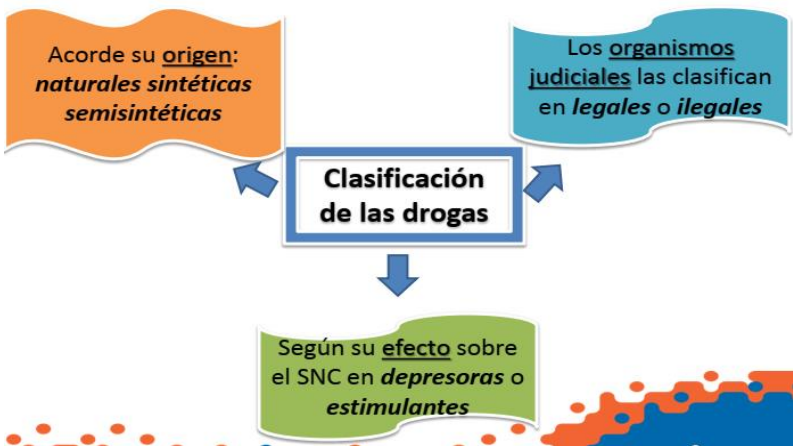 Acorde su origen:
naturales sintéticas
semisintéticas
Los organismos
judiciales las clasifican
en legales o ilegales
Clasificación
de las drogas
Según su efecto sobre
el SNC en depresoras o
estimulantes